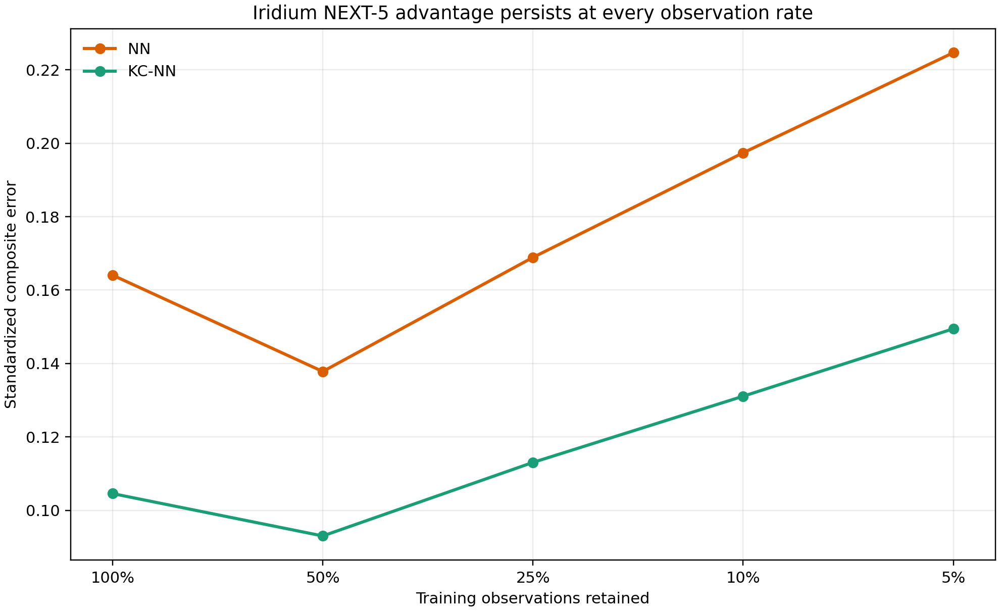 Iridium NEXT-5 advantage persists at every observation rate
NN
KC-NN
Standardized composite error
0.22
0.20
0.18
0.16
0.14
0.12
0.10
100% 50% 25% 10% 5%
Training observations retained